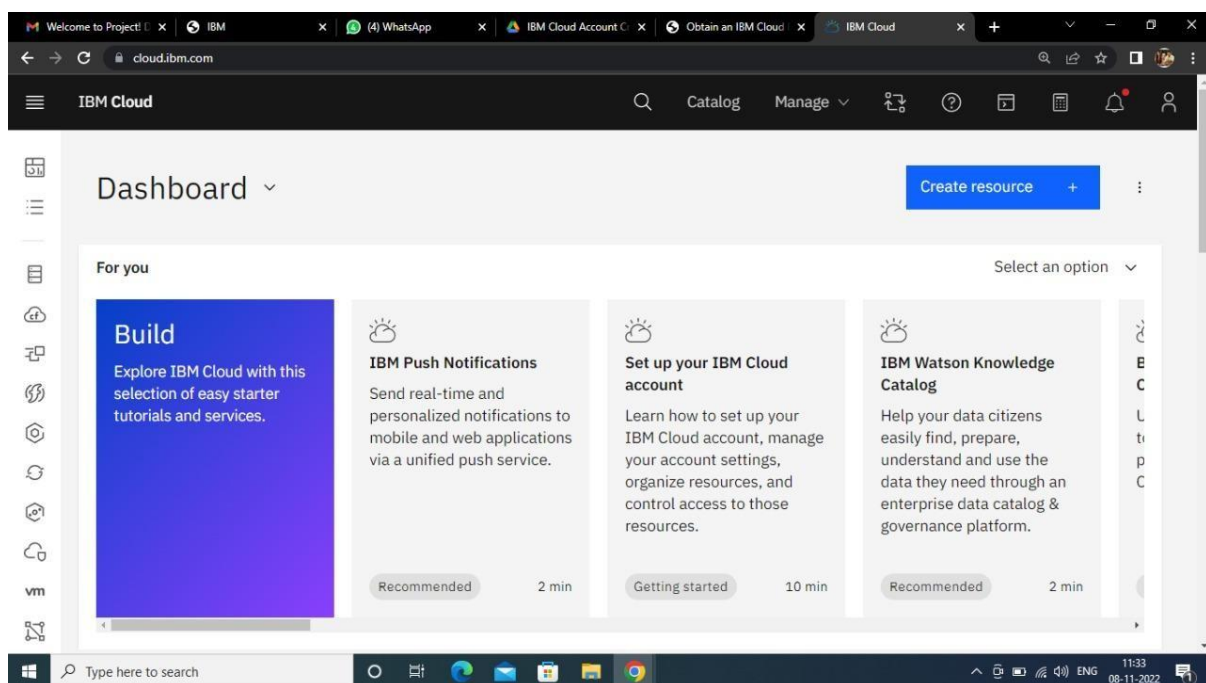 Welcome to Project! D
IBM
(4) WhatsApp
IBM Cloud Account C
Obtain an IBM Cloud
IBM Cloud
cloud.ibm.com
IBM Cloud
Catalog
Manage
Dashboard
Create resource +
For you
Select an option
Build
Explore IBM Cloud with this
selection of easy starter
tutorials and services.
IBM Push Notifications
Send real-time and
personalized notifications to
mobile and web applications
via a unified push service.
Recommended
2 min
Set up your IBM Cloud
account
Learn how to set up your
IBM Cloud account, manage
your account settings,
organize resources, and
control access to those
resources.
Getting started
10 min
IBM Watson Knowledge
Catalog
Help your data citizens
easily find, prepare,
understand and use the
data they need through an
enterprise data catalog &
governance platform.
Recommended
2 min
vm
Type here to search
ENG
11:33
08-11-2022